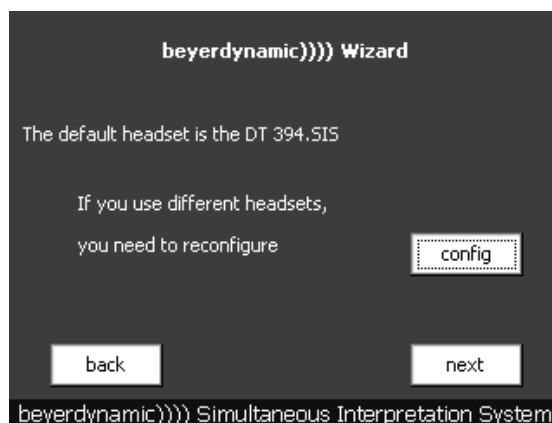 beyerdynamic)))) Wizard
The default headset is the DT 394.SIS
If you use different headsets,
you need to reconfigure
config
back
next
beyerdynamic)))) Simultaneous Interpretation System